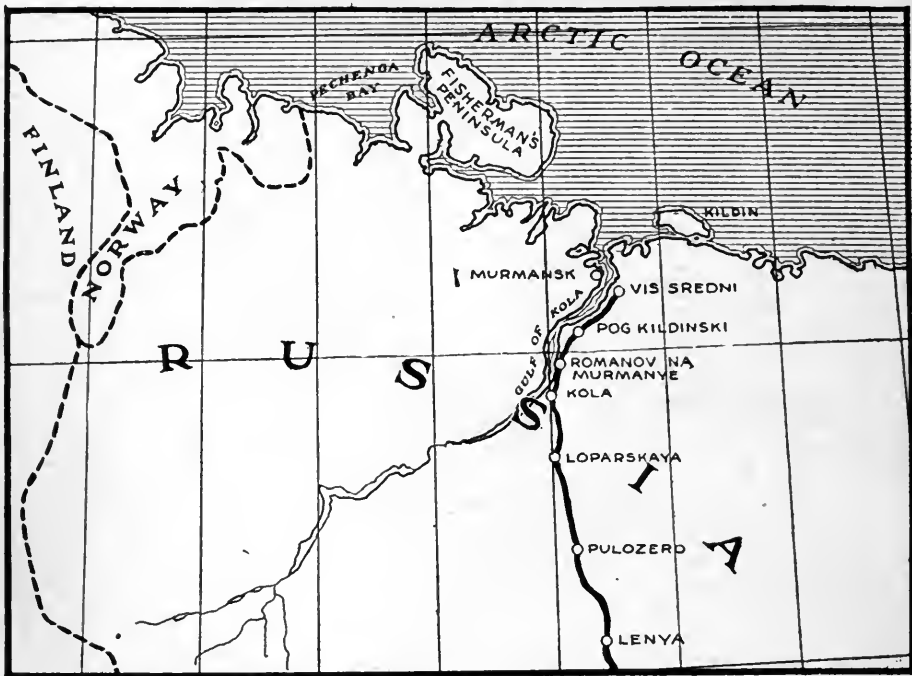 ARCTIC OCEAN
PECHENGA
BAY
FISHERMAN'S
PENINSULA
FINLAND
NORWAY
KILDIN
MURMANSK
VIS SREDNI
GULF OF KOLA
POG KILDINSKI
RUSSIA
ROMANOV NA
MURMANYE
KOLA
LOPARSKAYA
PULOZERO
LENYA